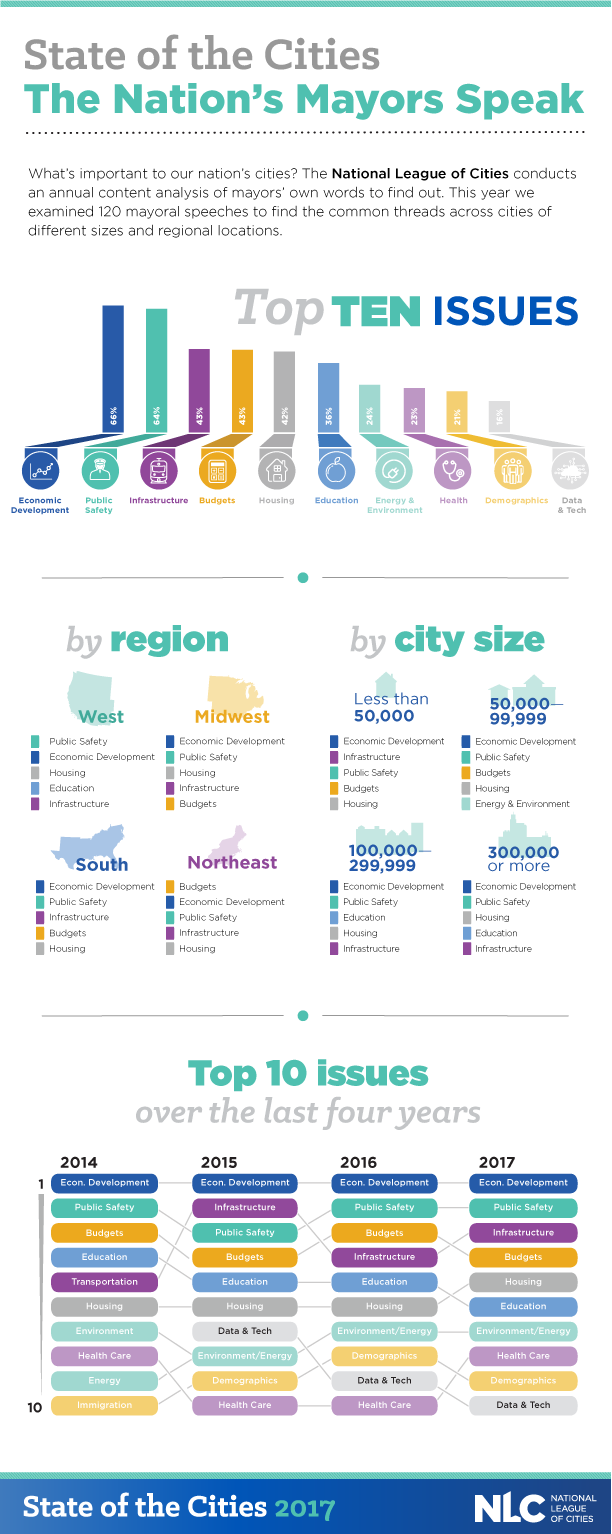 State of the Cities
The Nation's Mayors Speak
What's important to our nation's cities? The National League of Cities conducts
an annual content analysis of mayors' own words to find out. This year we
examined 120 mayoral speeches to find the common threads across cities of
different sizes and regional locations.
Top TEN ISSUES
66%
64%
43%
43%
42%
36%
24%
23%
21%
16%
Economic
Development
Public
Safety
Infrastructure
Budgets
Housing
Education
Energy &
Environment
Health
Demographics
Data
& Tech
by region
West
Public Safety
Economic Development
Housing
Education
Infrastructure
Midwest
Economic Development
Public Safety
Housing
Infrastructure
Budgets
South
Economic Development
Public Safety
Infrastructure
Budgets
Housing
Northeast
Budgets
Economic Development
Public Safety
Infrastructure
Housing
by city size
Less than
50,000
Economic Development
Infrastructure
Public Safety
Budgets
Housing
50,000—
99,999
Economic Development
Public Safety
Budgets
Housing
Energy & Environment
100,000—
299,999
Economic Development
Public Safety
Education
Housing
Infrastructure
300,000
or more
Economic Development
Public Safety
Housing
Education
Infrastructure
Top 10 issues
over the last four years
2014 2015 2016 2017
1 Econ. Development Econ. Development Econ. Development Econ. Development
Public Safety Infrastructure Public Safety Public Safety
Budgets Public Safety Budgets Infrastructure
Education Budgets Infrastructure Budgets
Transportation Education Education Housing
Housing Housing Housing Education
Environment Data & Tech Environment/Energy Environment/Energy
Health Care Environment/Energy Demographics Health Care
Energy Demographics Data & Tech Demographics
10 Immigration Health Care Health Care Data & Tech
State of the Cities 2017
NLC NATIONAL
LEAGUE
OF CITIES